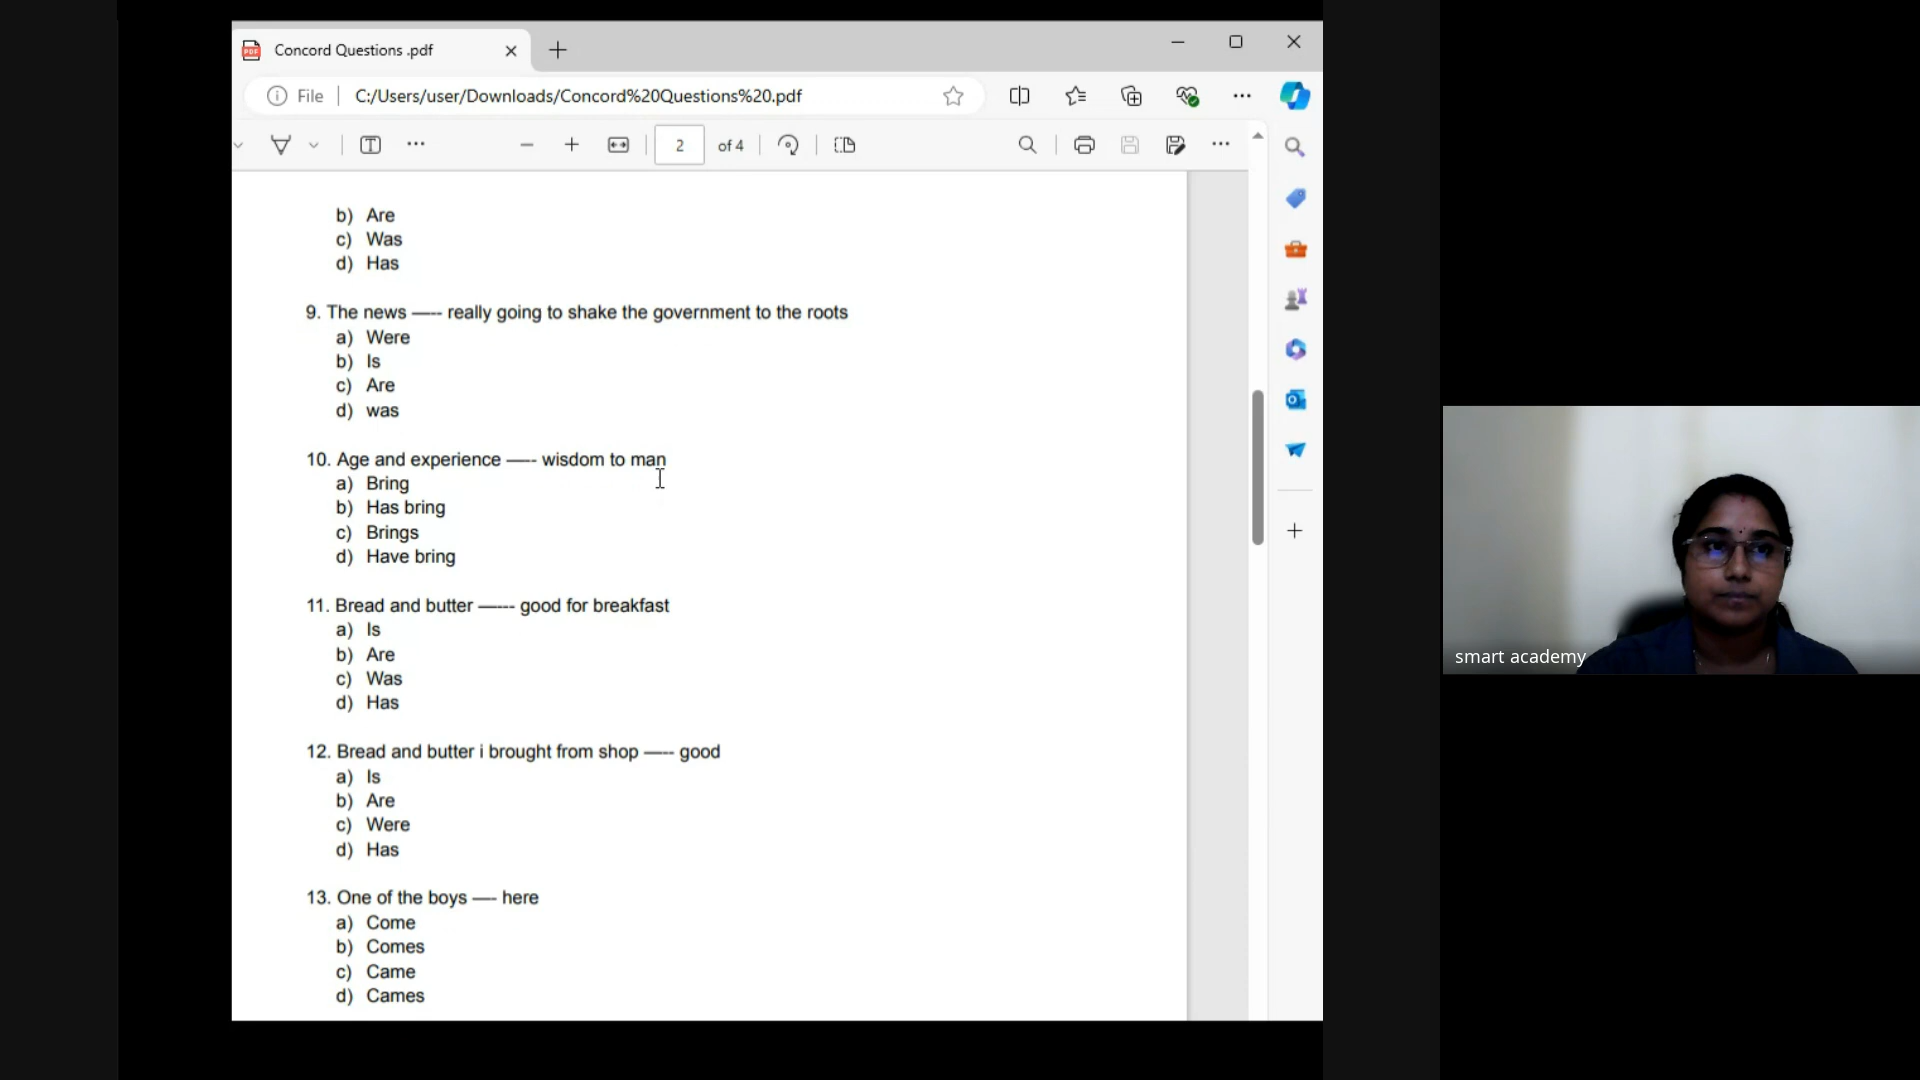 Concord Questions .pdf
File
C:/Users/user/Downloads/Concord%20Questions%20.pdf
2 of 4
b) Are
c) Was
d) Has
9. The news —-- really going to shake the government to the roots
a) Were
b) Is
c) Are
d) was
10. Age and experience —-- wisdom to man
a) Bring
b) Has bring
c) Brings
d) Have bring
11. Bread and butter —--- good for breakfast
a) Is
b) Are
c) Was
d) Has
12. Bread and butter i brought from shop —-- good
a) Is
b) Are
c) Were
d) Has
13. One of the boys —- here
a) Come
b) Comes
c) Came
d) Cames
smart academy